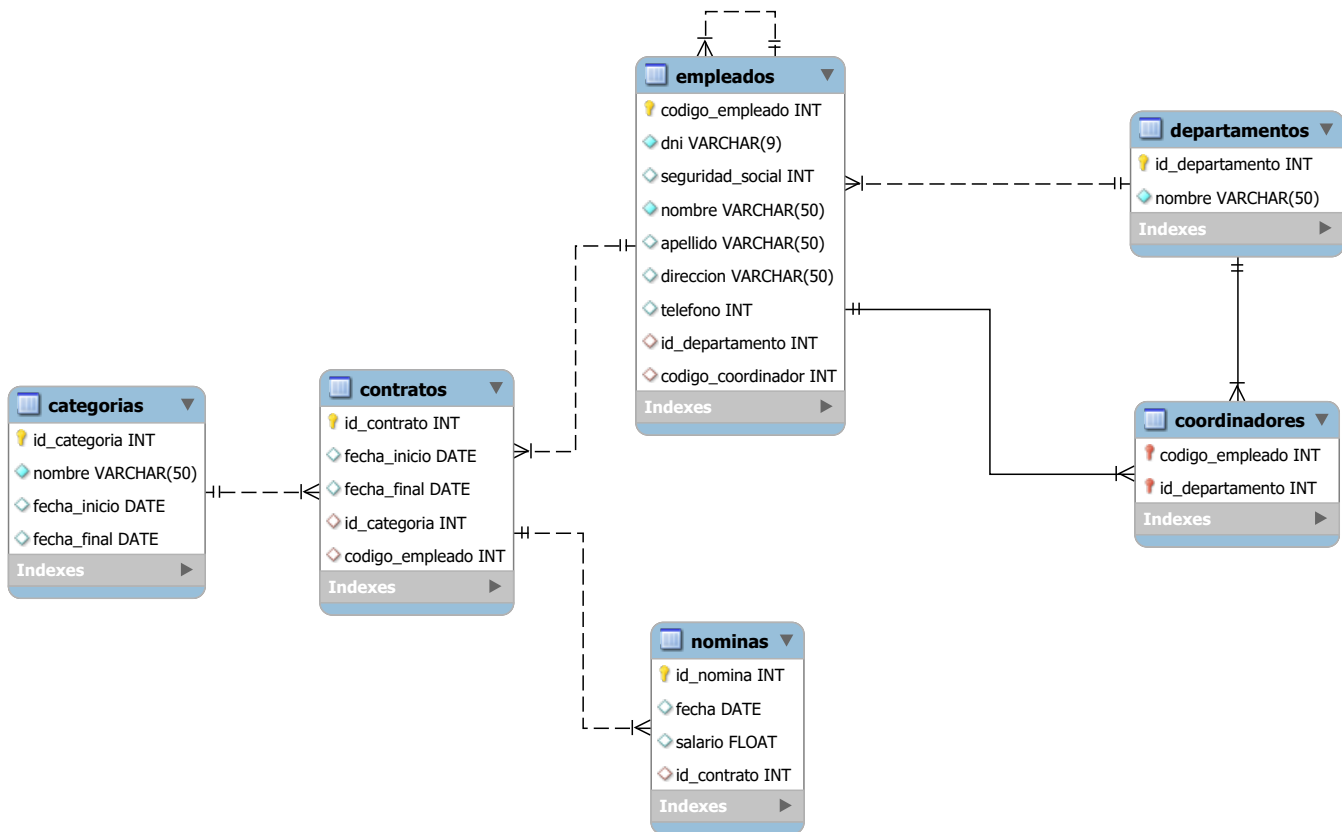 empleados
codigo_empleado INT
dni VARCHAR(9)
seguridad_social INT
nombre VARCHAR(50)
apellido VARCHAR(50)
direccion VARCHAR(50)
telefono INT
id_departamento INT
codigo_coordinador INT
Indexes
departamentos
id_departamento INT
nombre VARCHAR(50)
Indexes
categorias
id_categoria INT
nombre VARCHAR(50)
fecha_inicio DATE
fecha_final DATE
Indexes
contratos
id_contrato INT
fecha_inicio DATE
fecha_final DATE
id_categoria INT
codigo_empleado INT
Indexes
coordinadores
codigo_empleado INT
id_departamento INT
Indexes
nominas
id_nomina INT
fecha DATE
salario FLOAT
id_contrato INT
Indexes